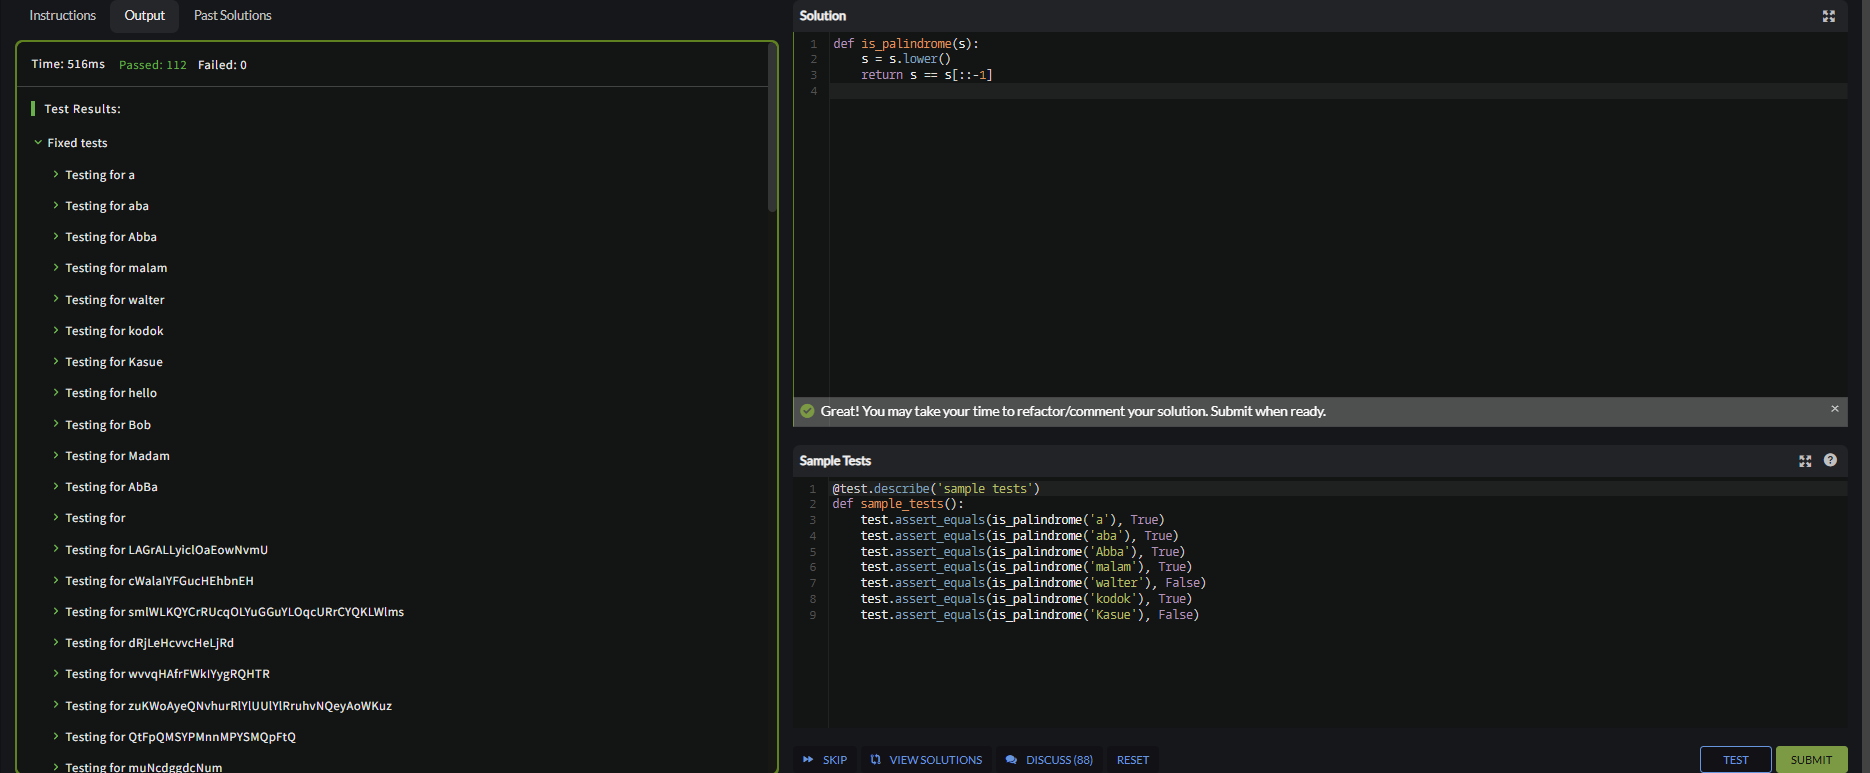 Instructions
Output
Past Solutions
Time: 516ms Passed: 112 Failed: 0
Test Results:
Fixed tests
Testing for a
Testing for aba
Testing for Abba
Testing for malam
Testing for walter
Testing for kodok
Testing for Kasue
Testing for hello
Testing for Bob
Testing for Madam
Testing for AbBa
Testing for
Testing for LAGrALLyiclOaEowNvmU
Testing for cWalaIYFGucHEhbnEH
Testing for smlWLKQYCrRUcqOLYuGGuYLOqcURrCYQKLWlms
Testing for dRjLeHcvvcHeLjRd
Testing for wvvqHAfrFWkIYygRQHTR
Testing for zuKWoAyeQNvhurRlYlUUlYlRruhvNQeyAoWKuz
Testing for QtFpQMSYPMnnMPYSMQpFtQ
Testing for muNcdggdcNum
Solution
1 def is_palindrome(s):
2     s = s.lower()
3     return s == s[::-1]
4
Great! You may take your time to refactor/comment your solution. Submit when ready.
Sample Tests
1 @test.describe('sample tests')
2 def sample_tests():
3     test.assert_equals(is_palindrome('a'), True)
4     test.assert_equals(is_palindrome('aba'), True)
5     test.assert_equals(is_palindrome('Abba'), True)
6     test.assert_equals(is_palindrome('malam'), True)
7     test.assert_equals(is_palindrome('walter'), False)
8     test.assert_equals(is_palindrome('kodok'), True)
9     test.assert_equals(is_palindrome('Kasue'), False)
SKIP
VIEW SOLUTIONS
DISCUSS (88)
RESET
TEST
SUBMIT